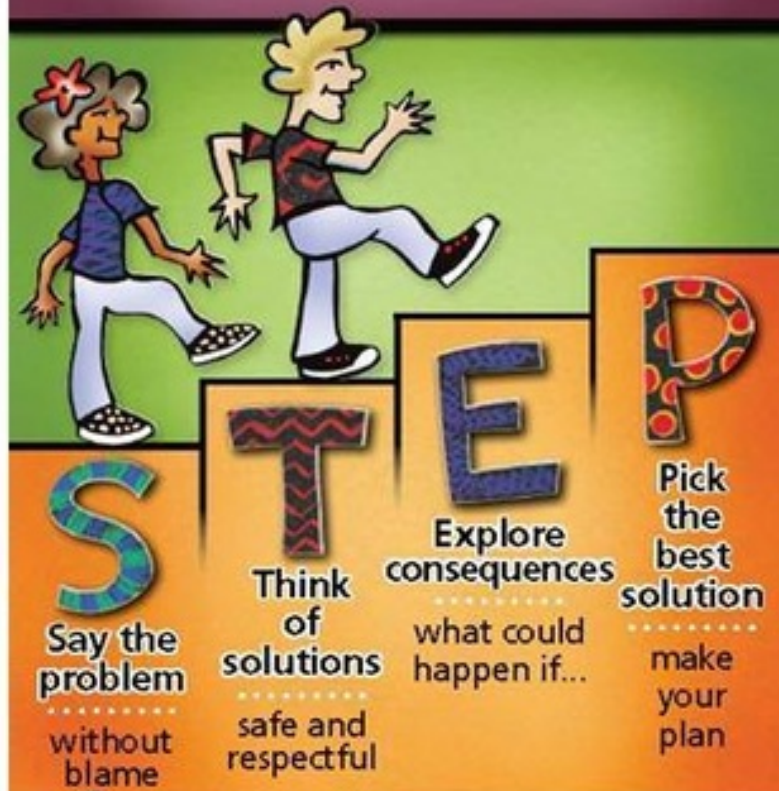 S
Say the
problem
without
blame
T
Think
of
solutions
safe and
respectful
E
Explore
consequences
what could
happen if...
P
Pick
the
best
solution
make
your
plan